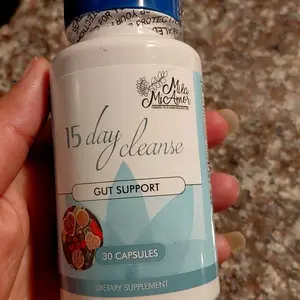 Mila
MiAmor
15 day
cleanse
GUT SUPPORT
30 CAPSULES
DIETARY SUPPLEMENT